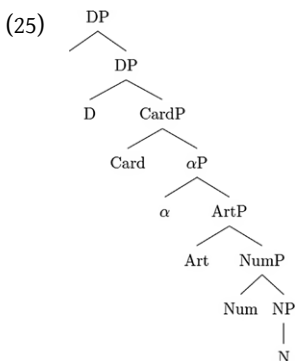 (25) DP
DP
D CardP
Card αP
α ArtP
Art NumP
Num NP
N